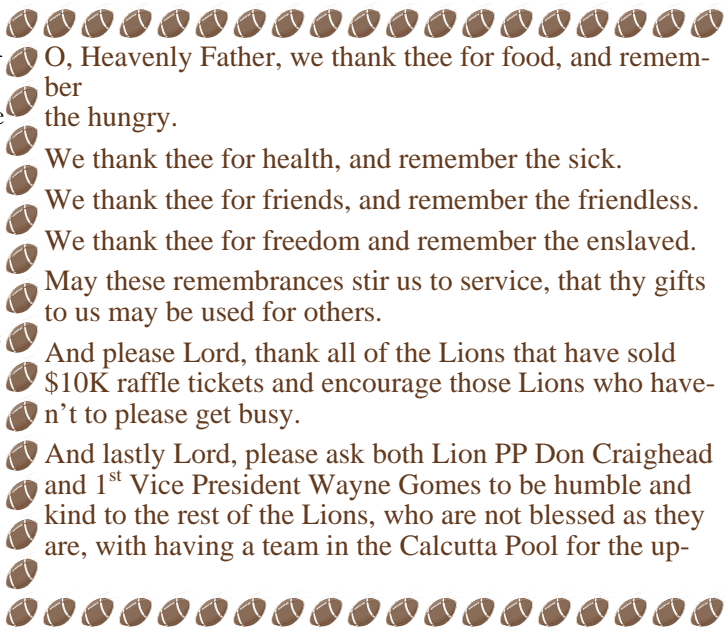 O, Heavenly Father, we thank thee for food, and remem-
ber
the hungry.
We thank thee for health, and remember the sick.
We thank thee for friends, and remember the friendless.
We thank thee for freedom and remember the enslaved.
May these remembrances stir us to service, that thy gifts
to us may be used for others.
And please Lord, thank all of the Lions that have sold
$10K raffle tickets and encourage those Lions who have-
n’t to please get busy.
And lastly Lord, please ask both Lion PP Don Craighead
and 1st Vice President Wayne Gomes to be humble and
kind to the rest of the Lions, who are not blessed as they
are, with having a team in the Calcutta Pool for the up-